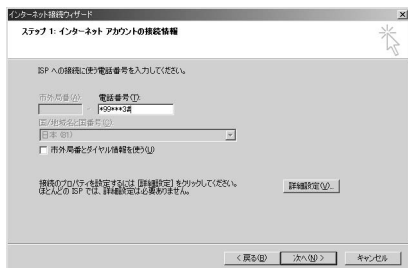 インターネット接続ウィザード
ステップ 1: インターネット アカウントの接続情報
ISP への接続に使う電話番号を入力してください。
市外局番(A): 電話番号(T):
- *99***3#
国/地域名と国番号(C):
日本 (81)
市外局番とダイヤル情報を使う(U)
接続のプロパティを設定するには [詳細設定] をクリックしてください。
ほとんどの ISP では、詳細設定は必要ありません。
詳細設定(V)...
< 戻る(B) 次へ(N) > キャンセル